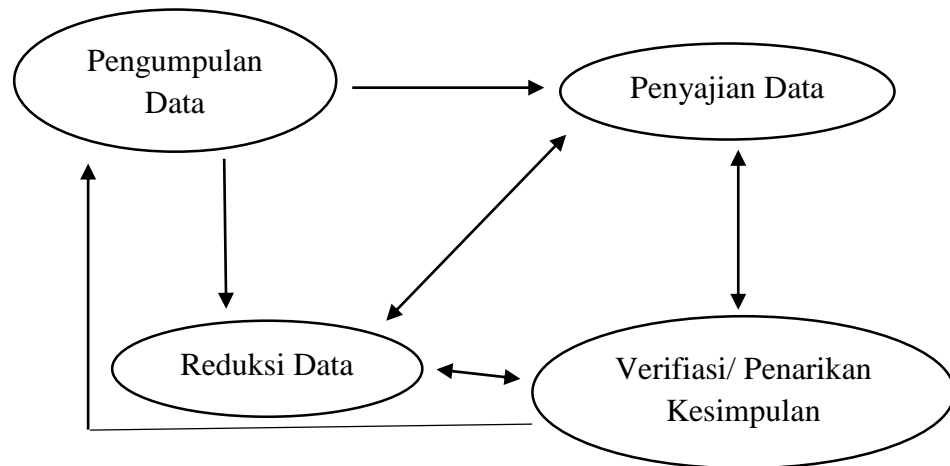 Pengumpulan
Data
Penyajian Data
Reduksi Data
Verifiasi/ Penarikan
Kesimpulan